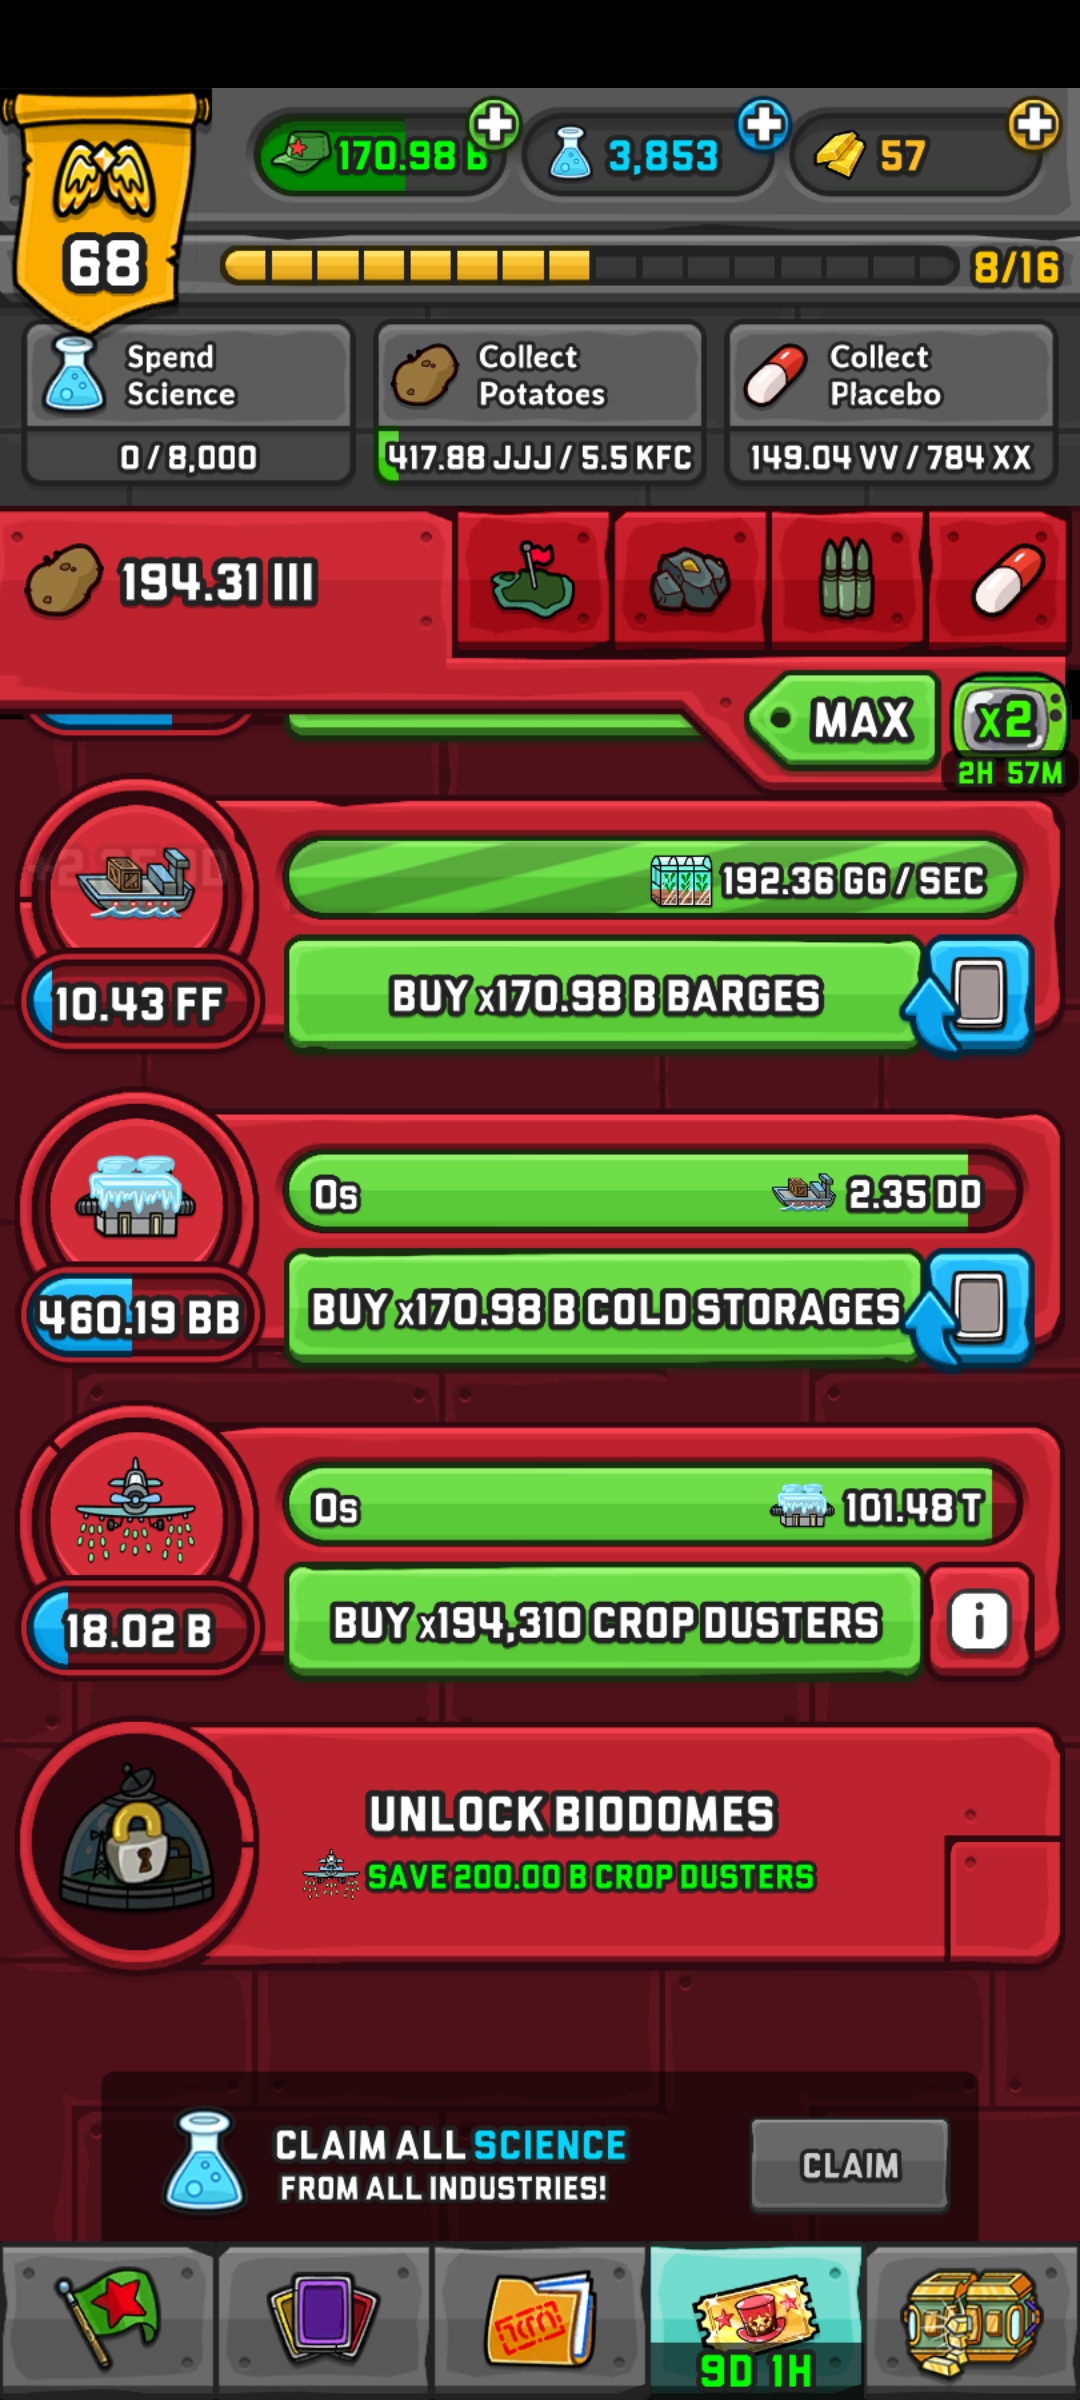 170.98 B
3,853
57
68
8/16
Spend
Science
Collect
Potatoes
Collect
Placebo
0 / 8,000
417.88 JJJ / 5.5 KFC
149.04 VV / 784 XX
194.31 III
MAX
x2
2H 57M
+2.35 DD
192.36 GG / SEC
10.43 FF
BUY x170.98 B BARGES
0s
2.35 DD
460.19 BB
BUY x170.98 B COLD STORAGES
0s
101.48 T
18.02 B
BUY x194,310 CROP DUSTERS
i
UNLOCK BIODOMES
SAVE 200.00 B CROP DUSTERS
CLAIM ALL SCIENCE
FROM ALL INDUSTRIES!
CLAIM
9D 1H